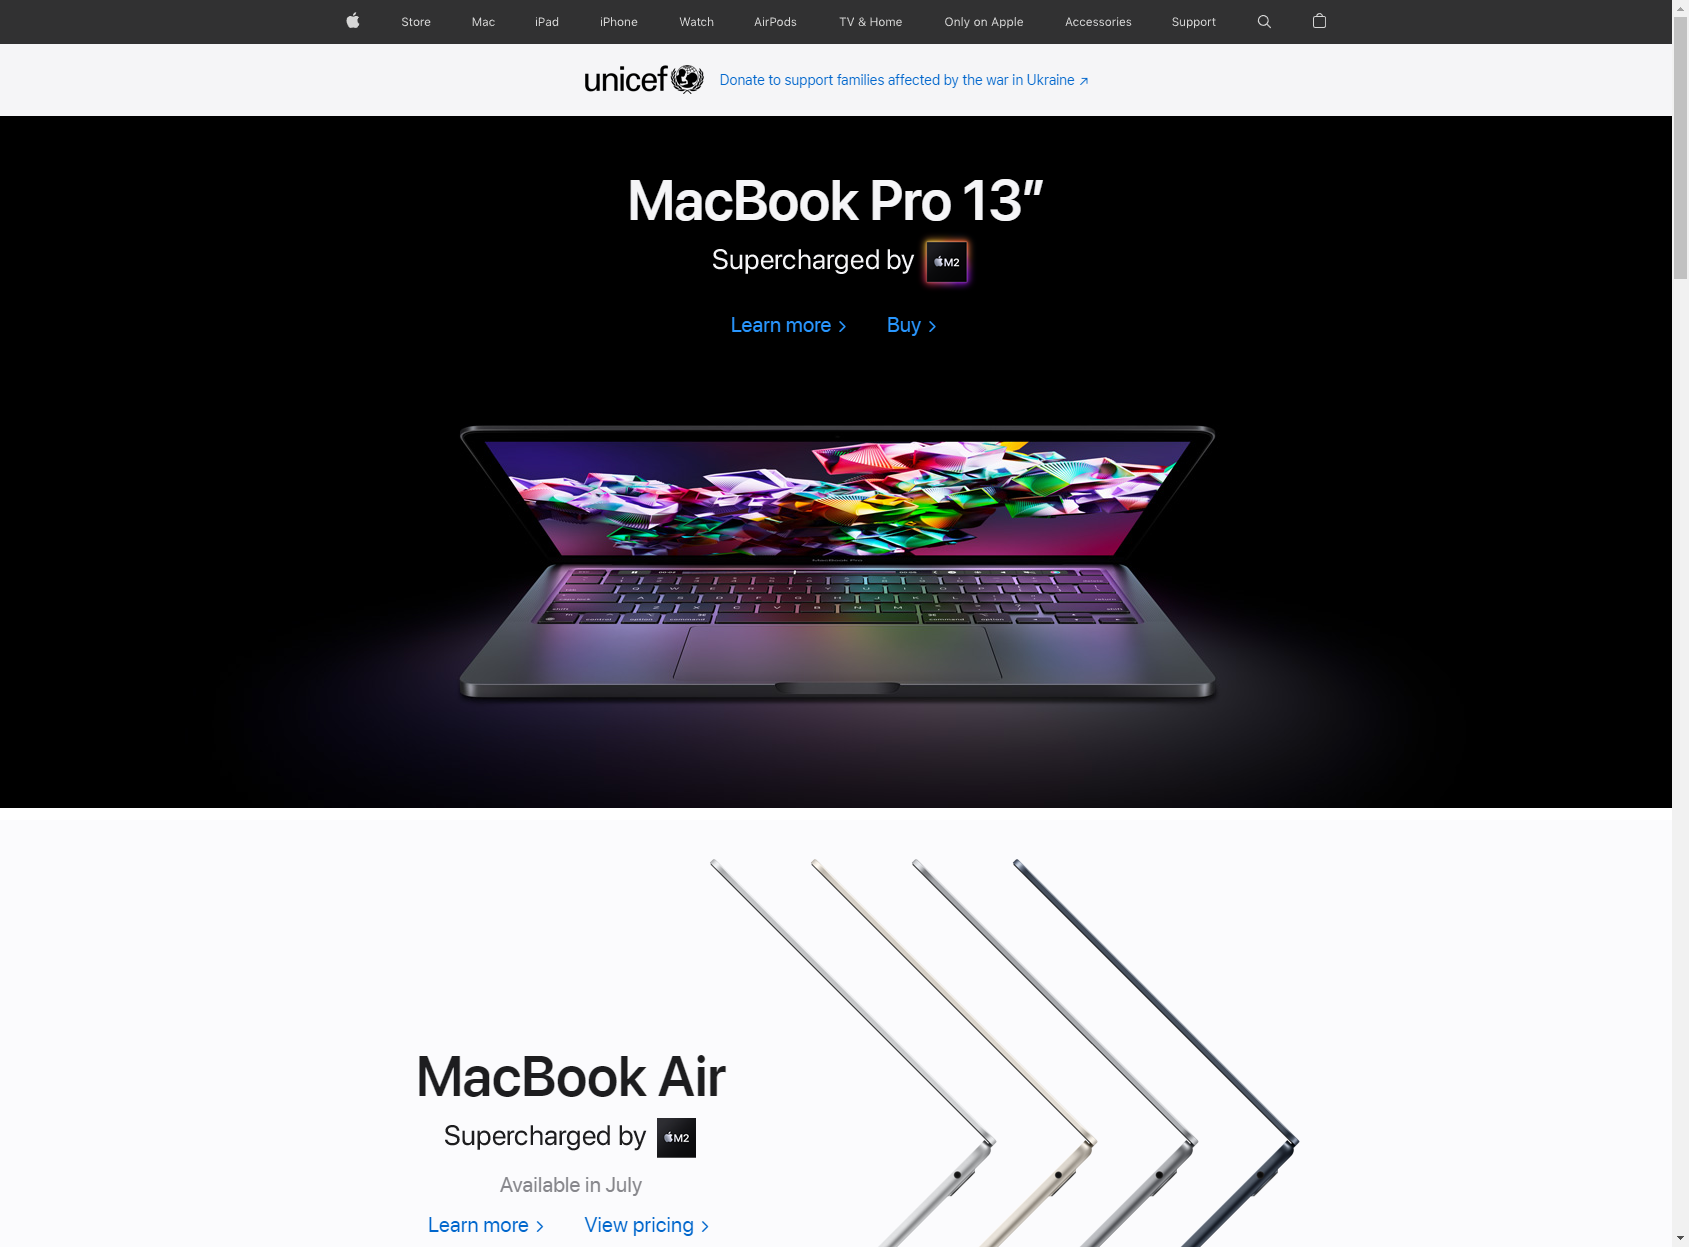 Store Mac iPad iPhone Watch AirPods TV & Home Only on Apple Accessories Support
unicef Donate to support families affected by the war in Ukraine ↗
MacBook Pro 13”
Supercharged by M2
Learn more > Buy >
MacBook Pro
MacBook Air
Supercharged by M2
Available in July
Learn more > View pricing >